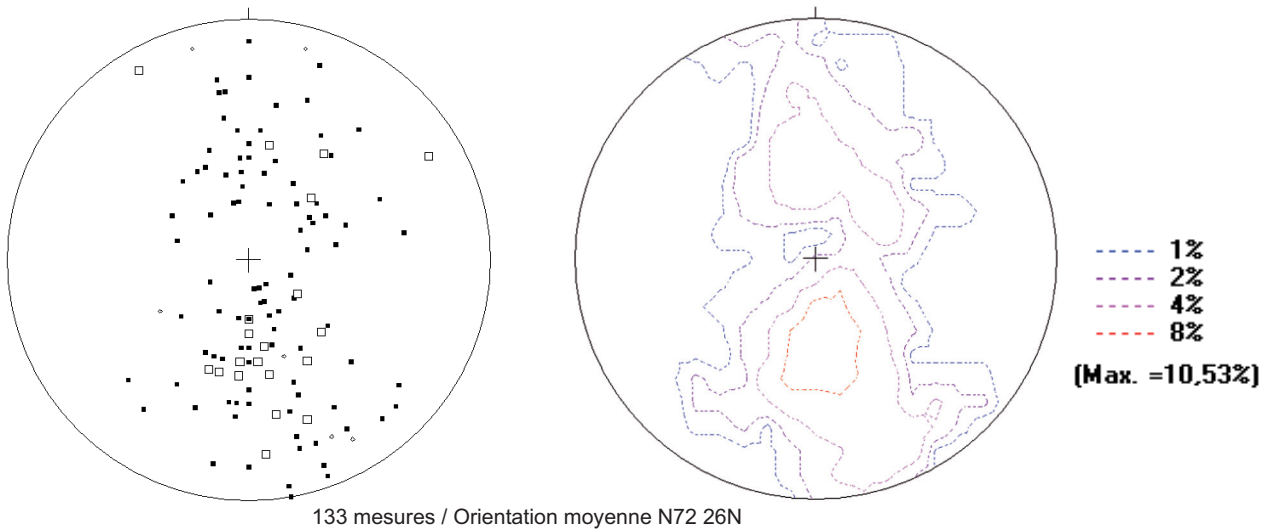 1%
2%
4%
8%
(Max. =10,53%)
133 mesures / Orientation moyenne N72 26N